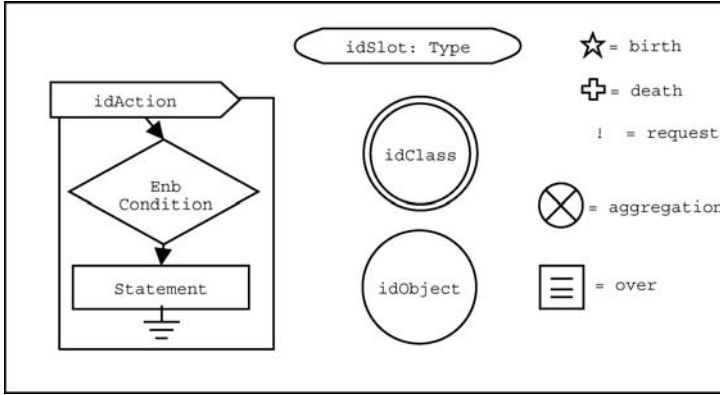 idSlot: Type
= birth
idAction
= death
! = request
idClass
Enb
Condition
= aggregation
Statement
idObject
= over